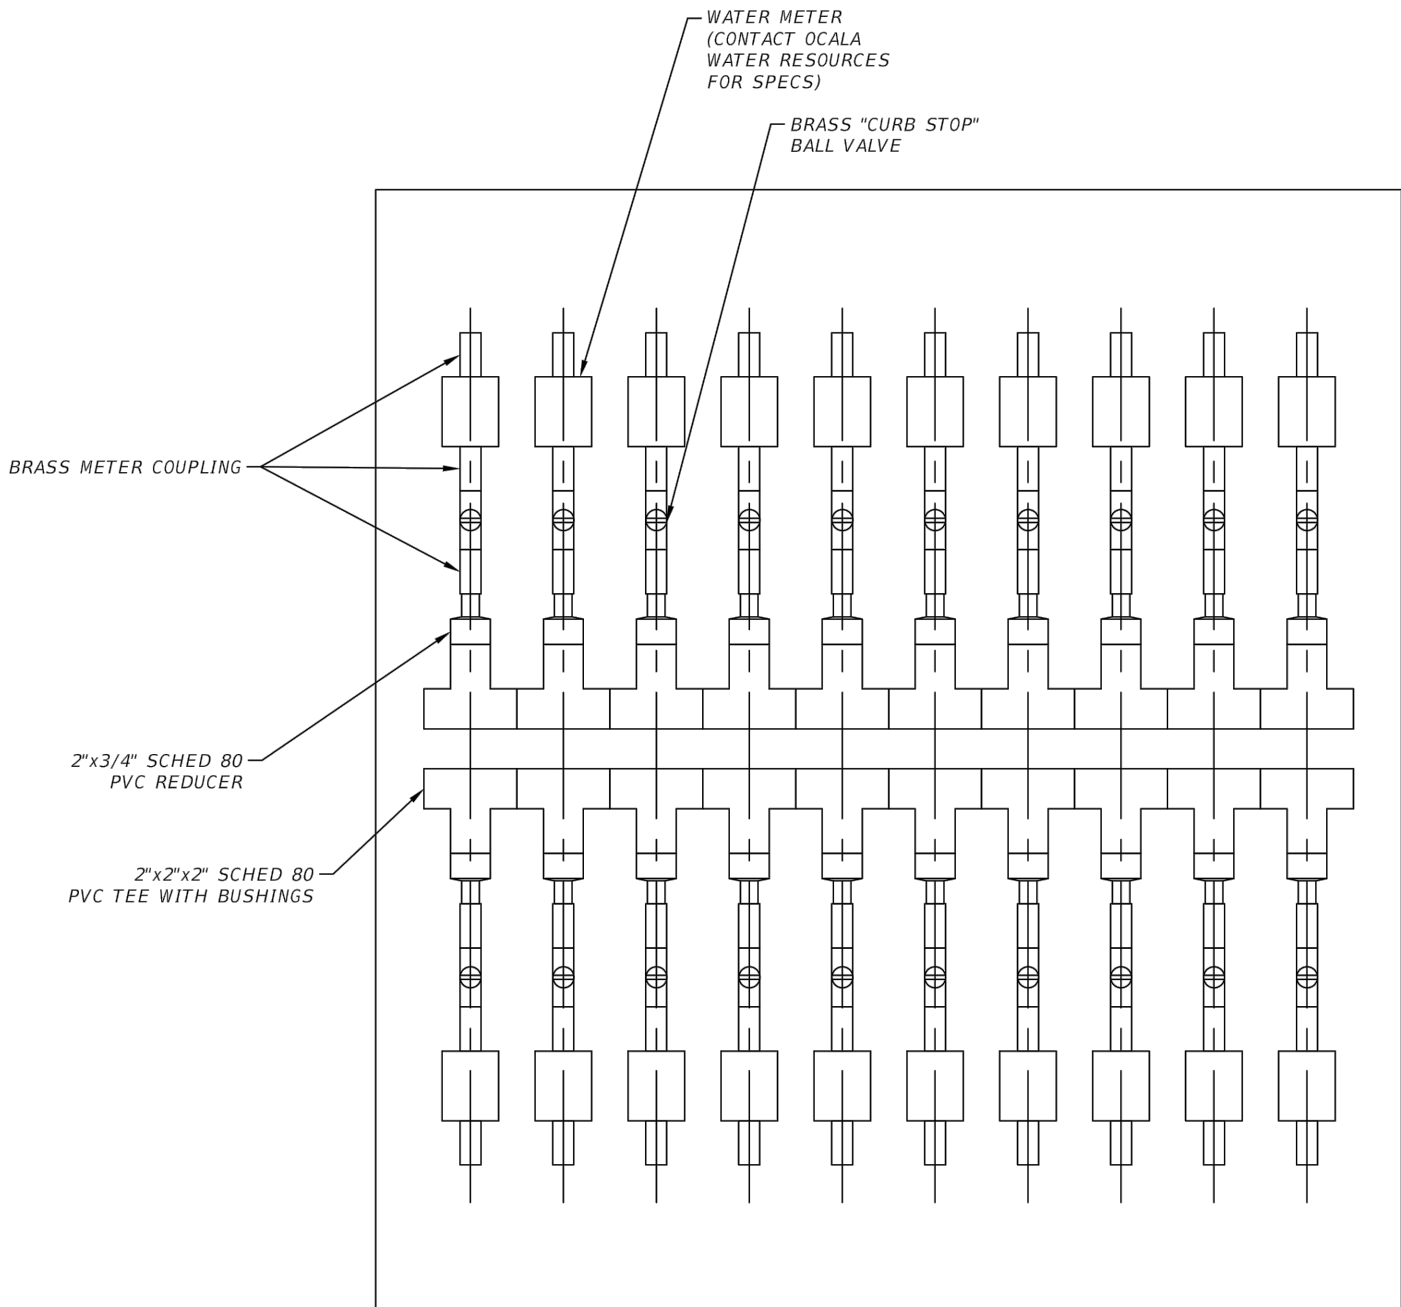 WATER METER
(CONTACT OCALA
WATER RESOURCES
FOR SPECS)
BRASS "CURB STOP"
BALL VALVE
BRASS METER COUPLING
2"x3/4" SCHED 80
PVC REDUCER
2"x2"x2" SCHED 80
PVC TEE WITH BUSHINGS